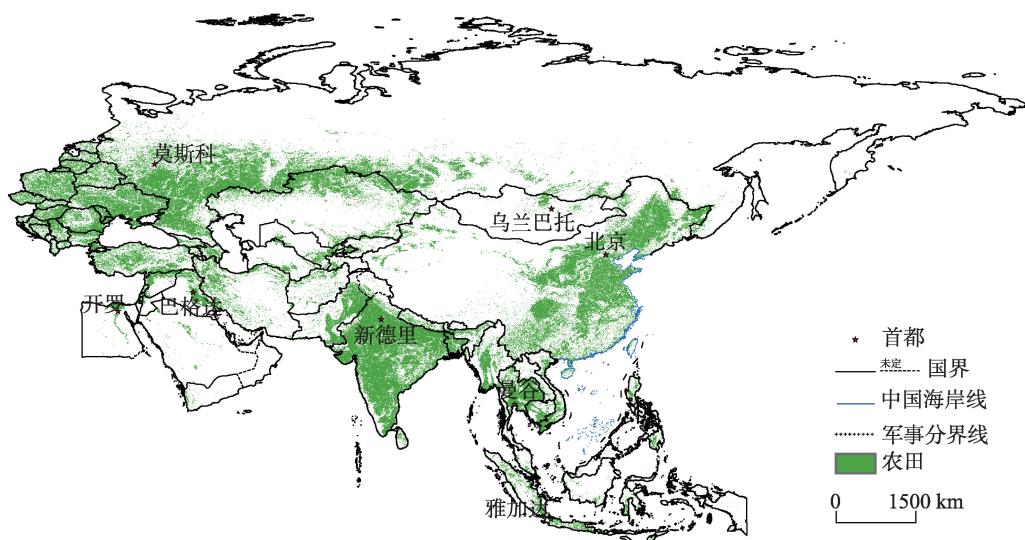 莫斯科
乌兰巴托
北京
开罗
巴格达
新德里
曼谷
雅加达
首都
未定 国界
中国海岸线
军事分界线
农田
0 1500 km